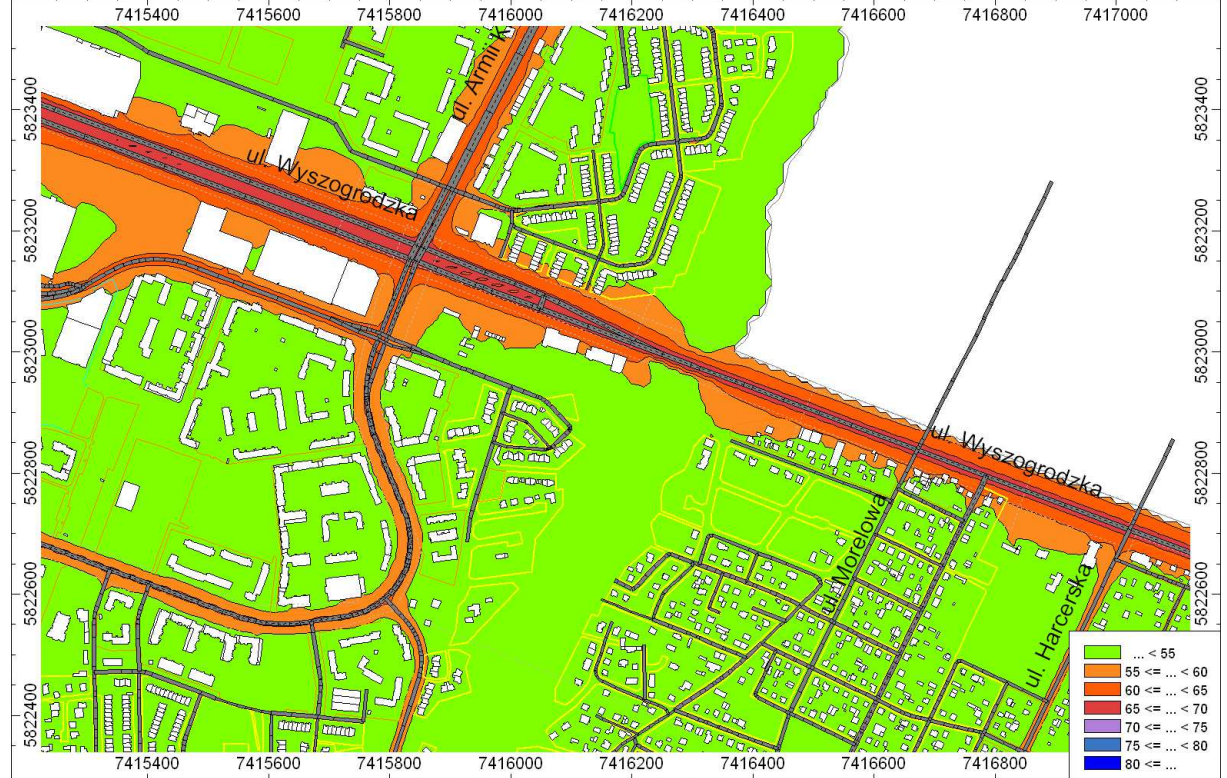 7415400 7415600 7415800 7416000 7416200 7416400 7416600 7416800 7417000
5823400 5823400
ul. Armii K
ul. Wyszogrodzka
5823200 5823200
5823000 5823000
ul. Wyszogrodzka
5822800 5822800
ul. Morelowa
5822600 5822600
ul. Harcerska
5822400
... < 55
55 <= ... < 60
60 <= ... < 65
65 <= ... < 70
70 <= ... < 75
75 <= ... < 80
80 <= ...
7415400 7415600 7415800 7416000 7416200 7416400 7416600 7416800 7417000